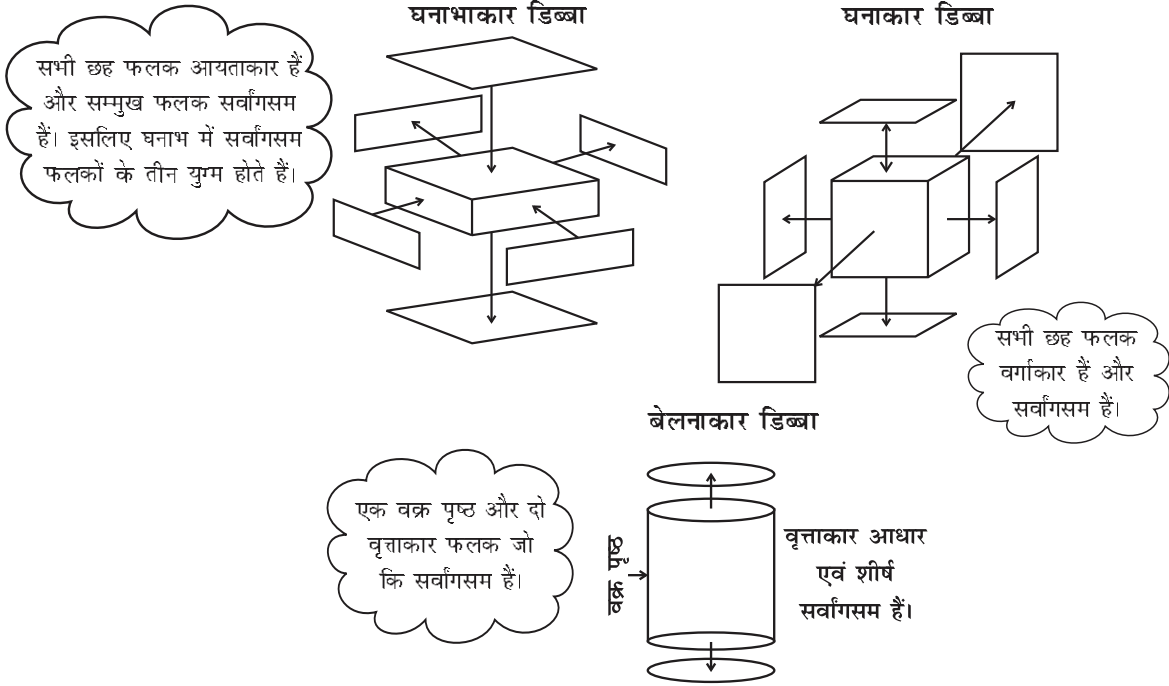 घनाभाकार डिब्बा
घनाकार डिब्बा
सभी छह फलक आयताकार हैं
और सम्मुख फलक सर्वांगसम
हैं। इसलिए घनाभ में सर्वांगसम
फलकों के तीन युग्म होते हैं।
सभी छह फलक
वर्गाकार हैं और
सर्वांगसम हैं।
बेलनाकार डिब्बा
एक वक्र पृष्ठ और दो
वृत्ताकार फलक जो
कि सर्वांगसम हैं।
वक्र पृष्ठ
वृत्ताकार आधार
एवं शीर्ष
सर्वांगसम हैं।